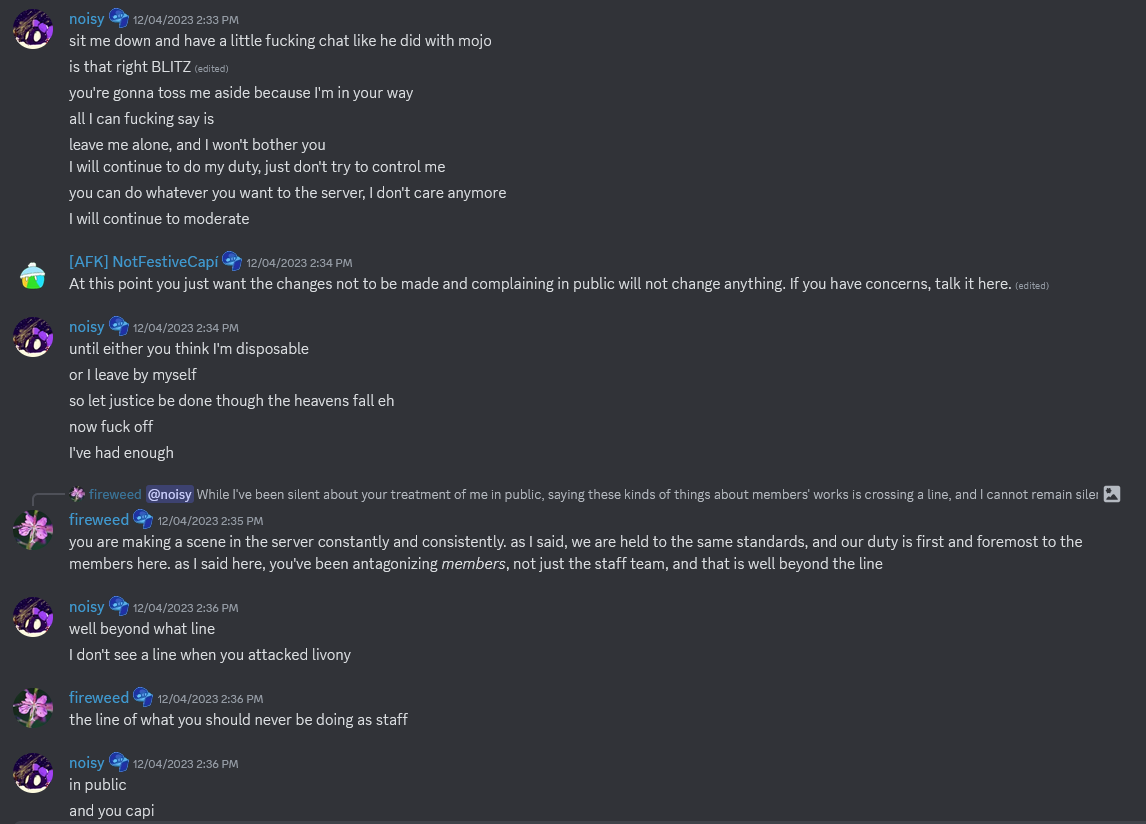 noisy 12/04/2023 2:33 PM
sit me down and have a little fucking chat like he did with mojo
is that right BLITZ (edited)
you're gonna toss me aside because I'm in your way
all I can fucking say is
leave me alone, and I won't bother you
I will continue to do my duty, just don't try to control me
you can do whatever you want to the server, I don't care anymore
I will continue to moderate
[AFK] NotFestiveCapí 12/04/2023 2:34 PM
At this point you just want the changes not to be made and complaining in public will not change anything. If you have concerns, talk it here. (edited)
noisy 12/04/2023 2:34 PM
until either you think I'm disposable
or I leave by myself
so let justice be done though the heavens fall eh
now fuck off
I've had enough
fireweed @noisy While I've been silent about your treatment of me in public, saying these kinds of things about members' works is crossing a line, and I cannot remain siler
fireweed 12/04/2023 2:35 PM
you are making a scene in the server constantly and consistently. as I said, we are held to the same standards, and our duty is first and foremost to the
members here. as I said here, you've been antagonizing members, not just the staff team, and that is well beyond the line
noisy 12/04/2023 2:36 PM
well beyond what line
I don't see a line when you attacked livony
fireweed 12/04/2023 2:36 PM
the line of what you should never be doing as staff
noisy 12/04/2023 2:36 PM
in public
and you capi